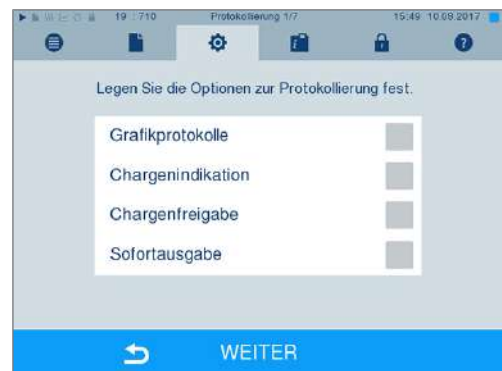 19 : 710 Protokollierung 1/7 15:49 10.08.2017
Legen Sie die Optionen zur Protokollierung fest.
Grafikprotokolle
Chargenindikation
Chargenfreigabe
Sofortausgabe
WEITER